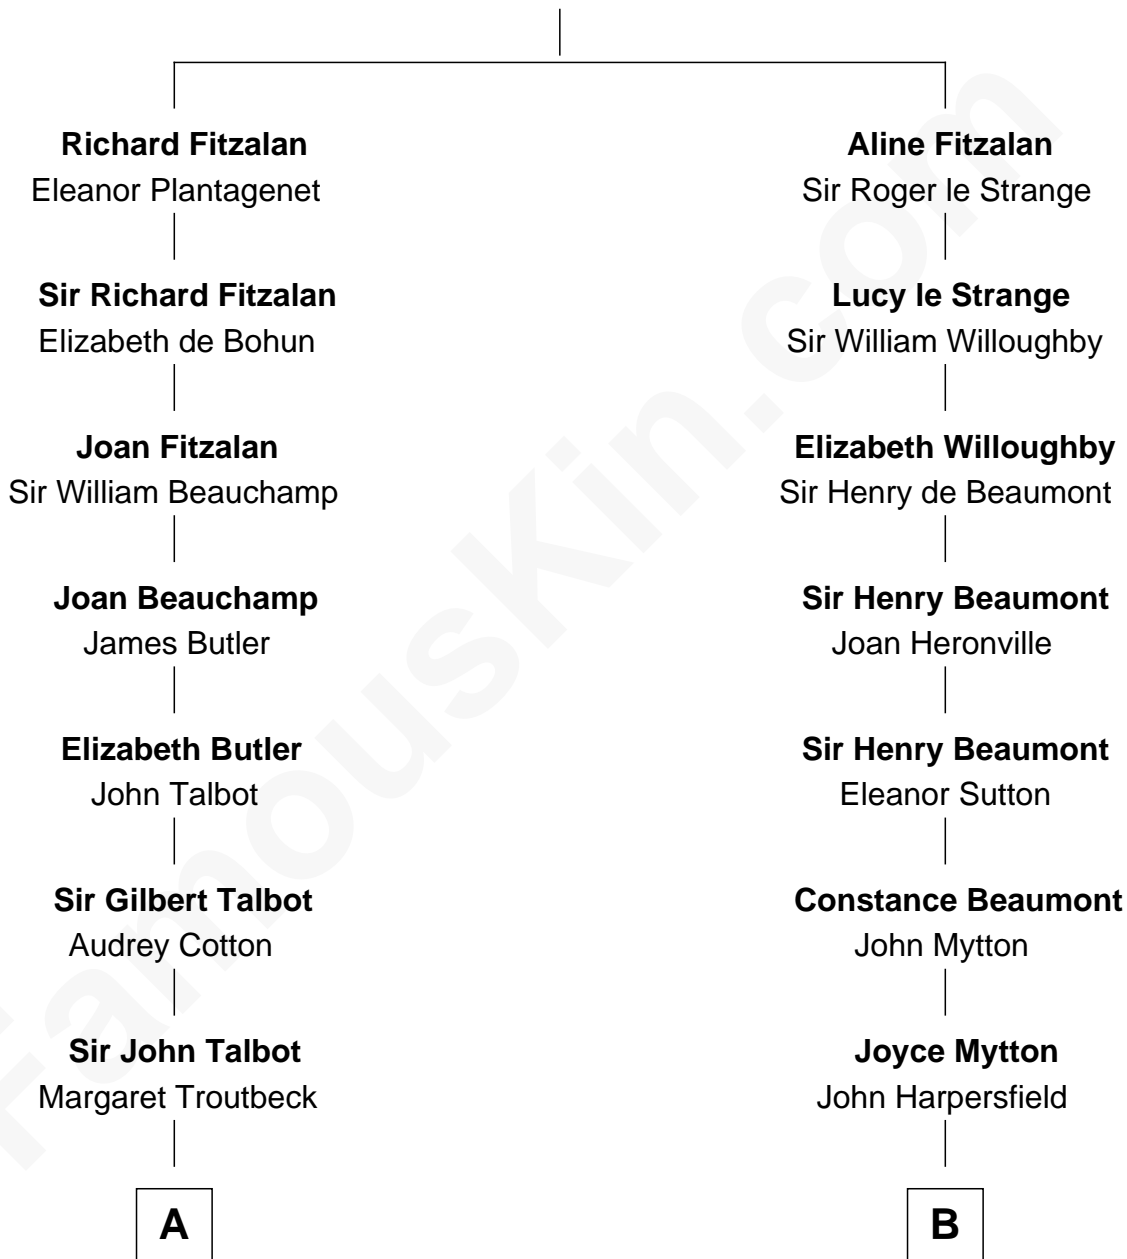 Richard Fitzalan
Eleanor Plantagenet
Sir Richard Fitzalan
Elizabeth de Bohun
Joan Fitzalan
Sir William Beauchamp
Joan Beauchamp
James Butler
Elizabeth Butler
John Talbot
Sir Gilbert Talbot
Audrey Cotton
Sir John Talbot
Margaret Troutbeck
A
Aline Fitzalan
Sir Roger le Strange
Lucy le Strange
Sir William Willoughby
Elizabeth Willoughby
Sir Henry de Beaumont
Sir Henry Beaumont
Joan Heronville
Sir Henry Beaumont
Eleanor Sutton
Constance Beaumont
John Mytton
Joyce Mytton
John Harpersfield
B
FamousKin.com